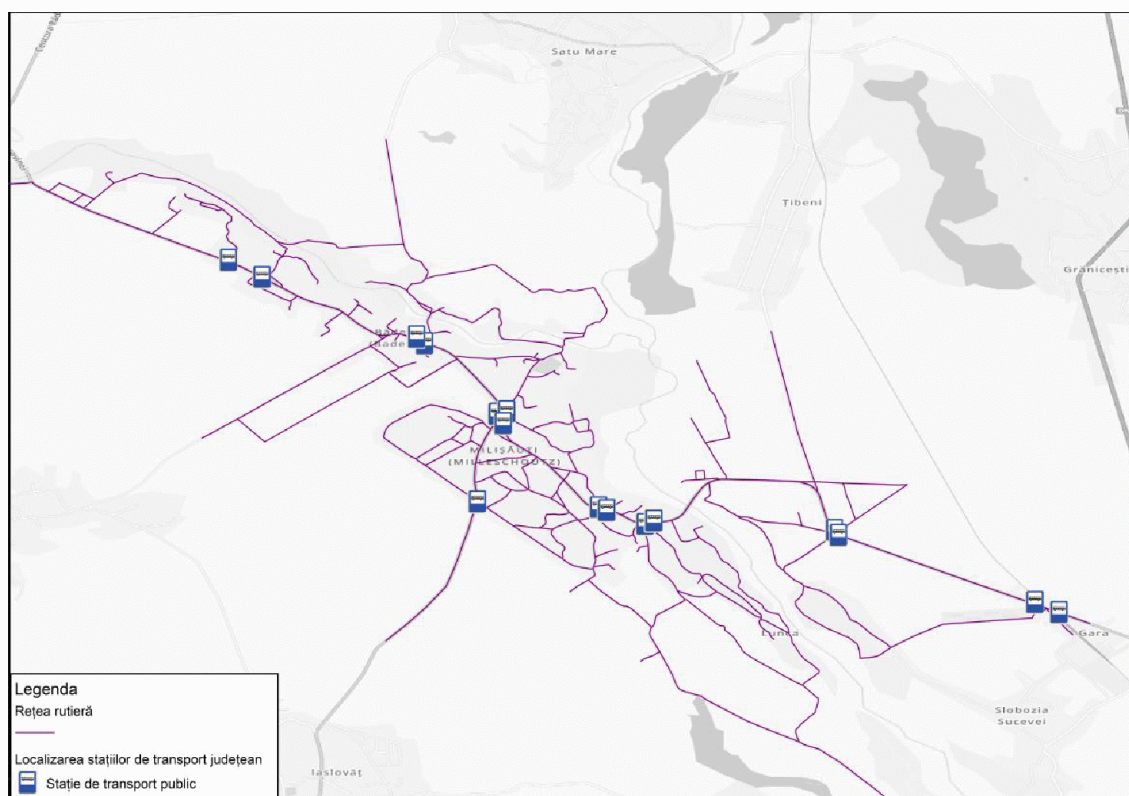 Satu Mare
Țibeni
Grănicești
MILIȘĂUȚI
(MILLESCHOUTZ)
Lunca
Gara
Slobozia
Sucevei
Iaslovăț
Legenda
Rețea rutieră
Localizarea stațiilor de transport județean
Stație de transport public